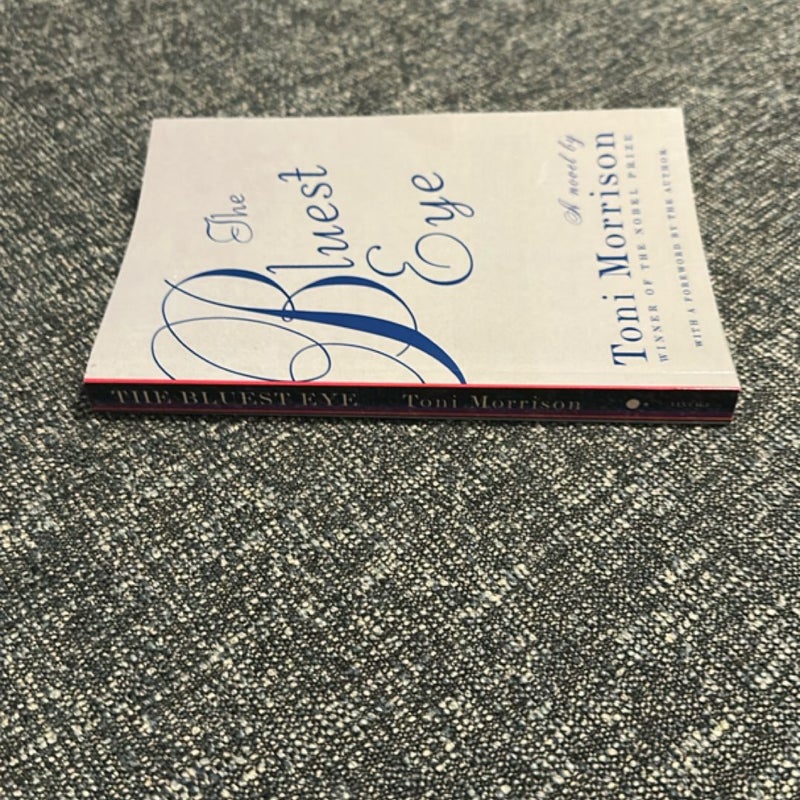 The
Bluest
Eye
A novel by
Toni Morrison
WINNER OF THE NOBEL PRIZE
WITH A FOREWORD BY THE AUTHOR
THE BLUEST EYE Toni Morrison